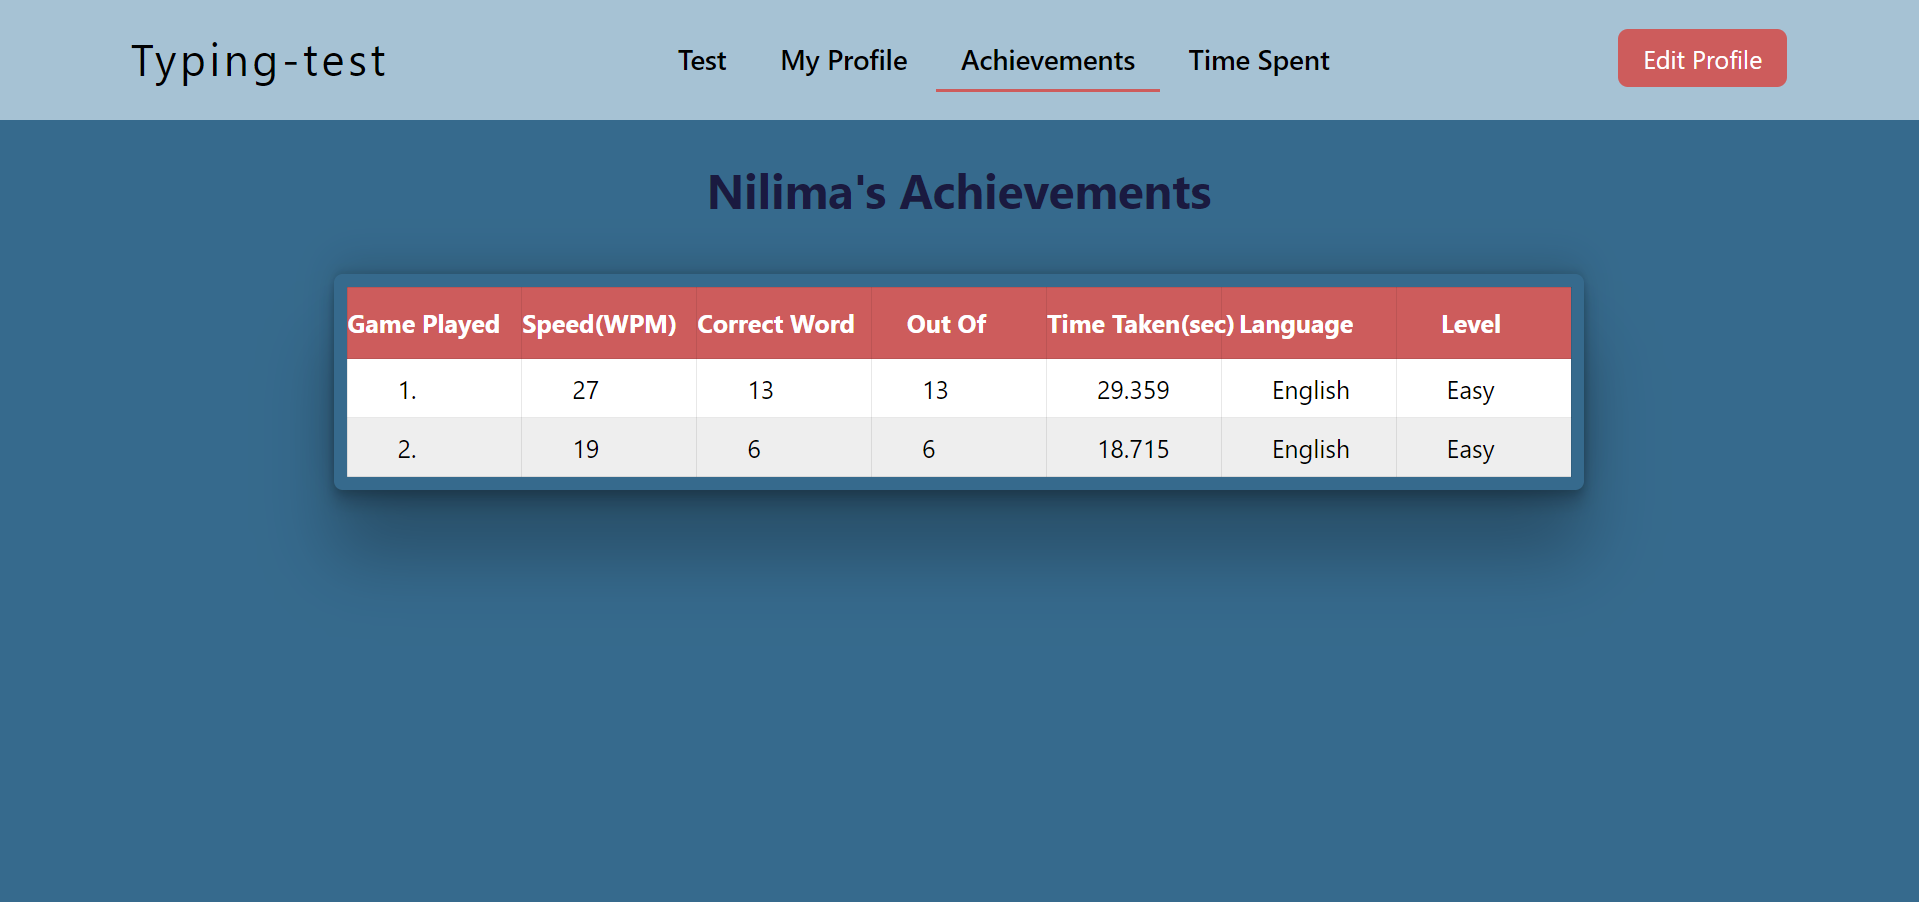 Typing-test Test My Profile Achievements Time Spent Edit Profile
Nilima's Achievements
Game Played Speed(WPM) Correct Word Out Of Time Taken(sec) Language Level
1. 27 13 13 29.359 English Easy
2. 19 6 6 18.715 English Easy